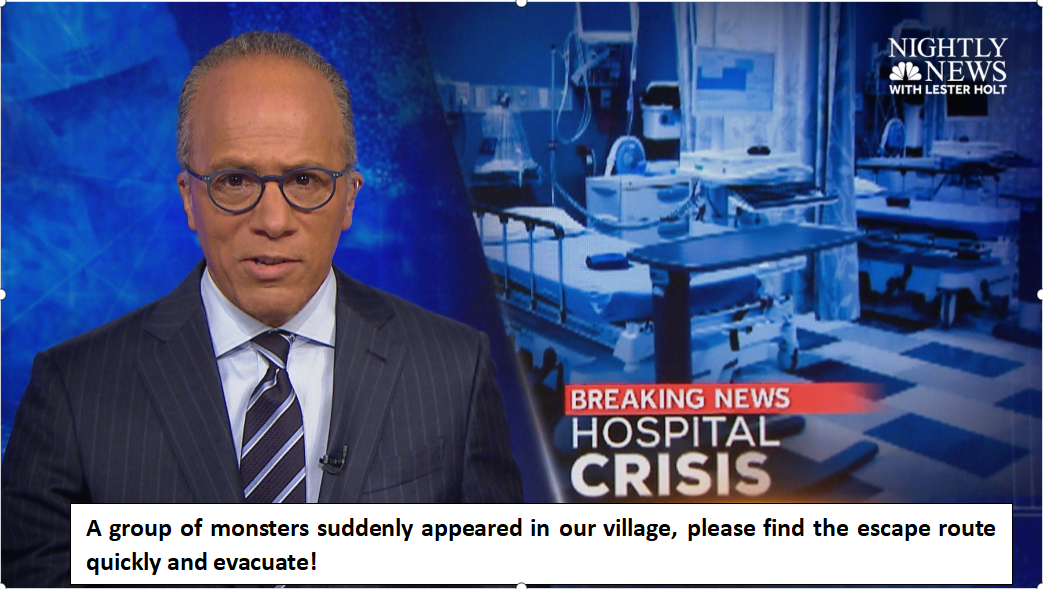 NIGHTLY
NEWS
WITH LESTER HOLT
BREAKING NEWS
HOSPITAL
CRISIS
A group of monsters suddenly appeared in our village, please find the escape route
quickly and evacuate!